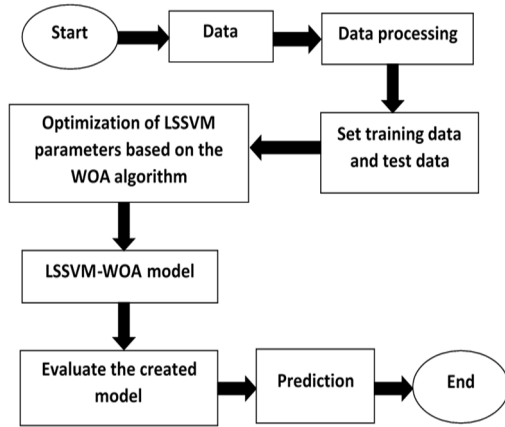 Start
Data
Data processing
Set training data
and test data
Optimization of LSSVM
parameters based on the
WOA algorithm
LSSVM-WOA model
Evaluate the created
model
Prediction
End